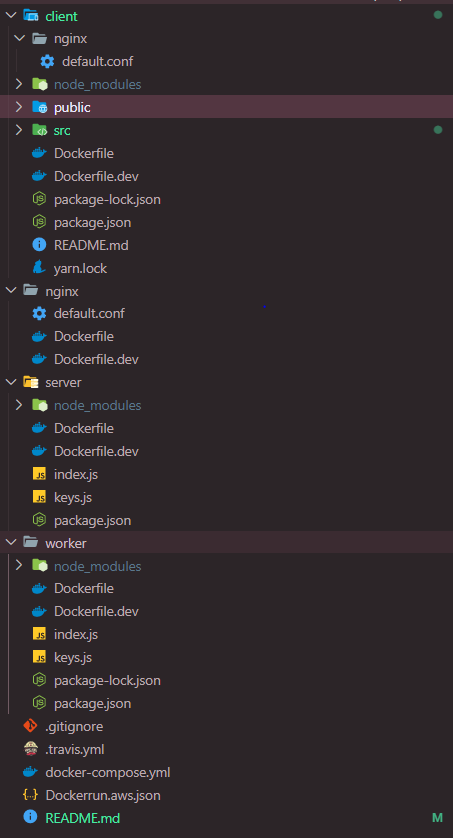 client
nginx
default.conf
node_modules
public
src
Dockerfile
Dockerfile.dev
package-lock.json
package.json
README.md
yarn.lock
nginx
default.conf
Dockerfile
Dockerfile.dev
server
node_modules
Dockerfile
Dockerfile.dev
index.js
keys.js
package.json
worker
node_modules
Dockerfile
Dockerfile.dev
index.js
keys.js
package-lock.json
package.json
.gitignore
.travis.yml
docker-compose.yml
Dockerrun.aws.json
README.md M